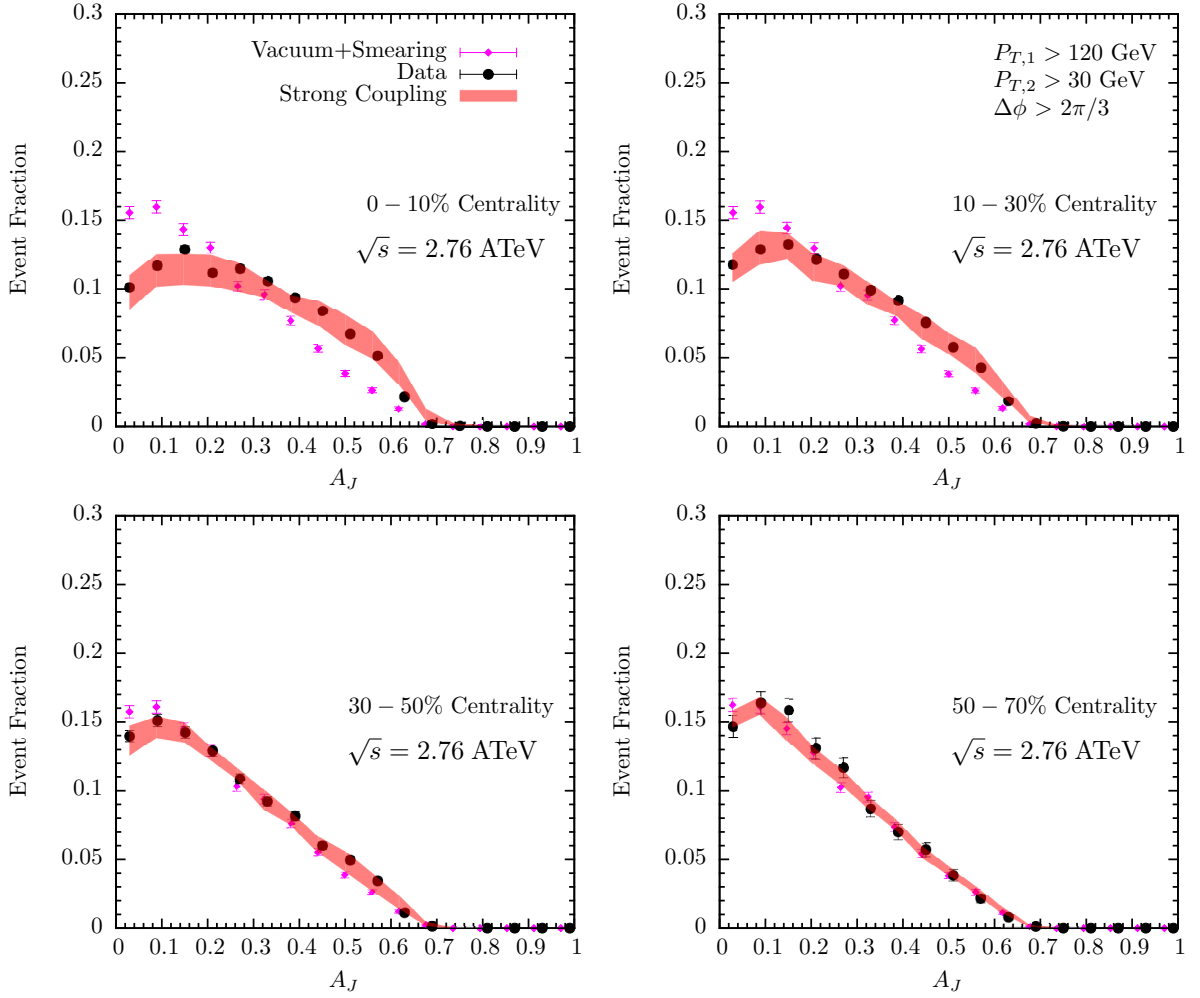 0.3
0.25
0.2
0.15
0.1
0.05
0
Event Fraction
Vacuum+Smearing
Data
Strong Coupling
0 − 10% Centrality
√s = 2.76 ATeV
0 0.1 0.2 0.3 0.4 0.5 0.6 0.7 0.8 0.9 1
A_J
0.3
0.25
0.2
0.15
0.1
0.05
0
Event Fraction
P_{T,1} > 120 GeV
P_{T,2} > 30 GeV
Δϕ > 2π/3
10 − 30% Centrality
√s = 2.76 ATeV
0 0.1 0.2 0.3 0.4 0.5 0.6 0.7 0.8 0.9 1
A_J
0.3
0.25
0.2
0.15
0.1
0.05
0
Event Fraction
30 − 50% Centrality
√s = 2.76 ATeV
0 0.1 0.2 0.3 0.4 0.5 0.6 0.7 0.8 0.9 1
A_J
0.3
0.25
0.2
0.15
0.1
0.05
0
Event Fraction
50 − 70% Centrality
√s = 2.76 ATeV
0 0.1 0.2 0.3 0.4 0.5 0.6 0.7 0.8 0.9 1
A_J